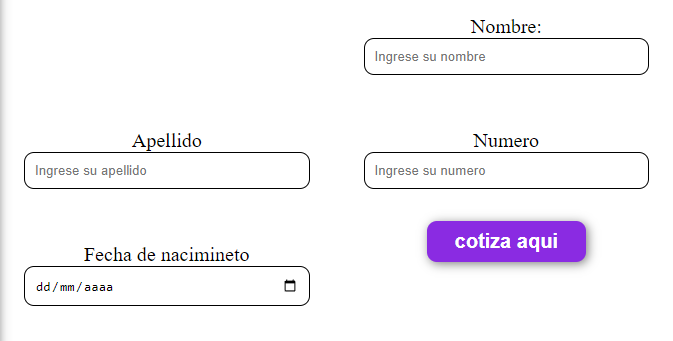 Nombre:
Ingrese su nombre
Apellido
Ingrese su apellido
Numero
Ingrese su numero
cotiza aqui
Fecha de nacimineto
dd/mm/aaaa